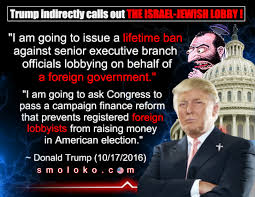 Trump indirectly calls out THE ISRAEL-JEWISH LOBBY !
"I am going to issue a lifetime ban
against senior executive branch
officials lobbying on behalf of
a foreign government."
"I am going to ask Congress to
pass a campaign finance reform
that prevents registered foreign
lobbyists from raising money
in American election."
~ Donald Trump (10/17/2016)
smoloko.com